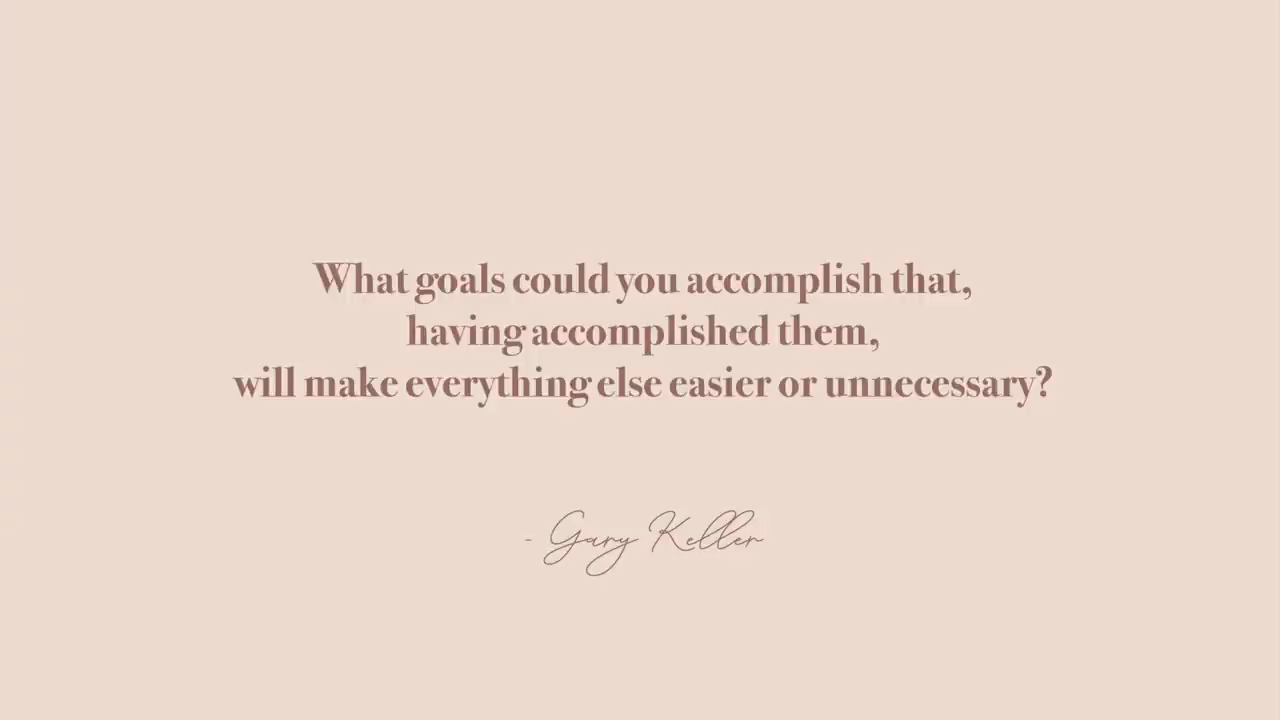 What goals could you accomplish that,
having accomplished them,
will make everything else easier or unnecessary?
- Gary Keller